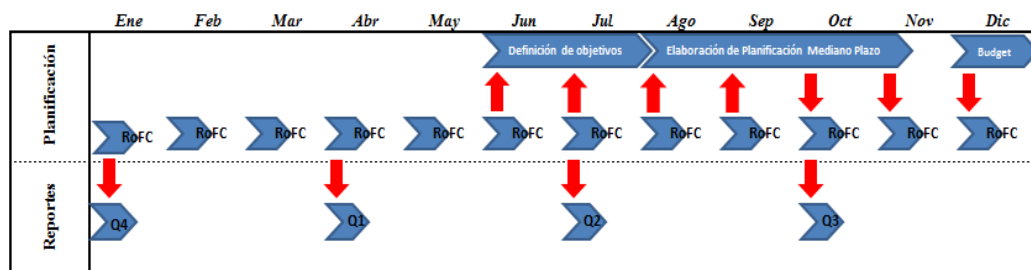 Ene Feb Mar Abr May Jun Jul Ago Sep Oct Nov Dic
Planificación
Definición de objetivos
Elaboración de Planificación Mediano Plazo
Budget
RoFC RoFC RoFC RoFC RoFC RoFC RoFC RoFC RoFC RoFC RoFC RoFC
Reportes
Q4 Q1 Q2 Q3